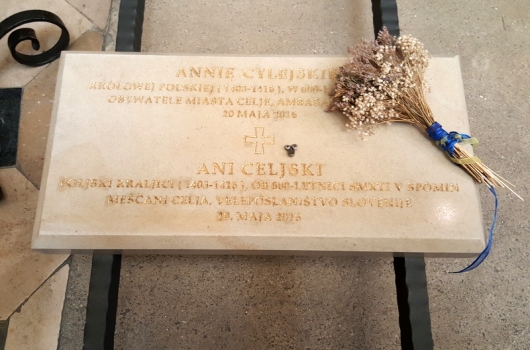 ANNIE CYLEJSKIEJ
KRÓLOWEJ POLSKIEJ (1403-1416), W 600-
OBYWATELE MIASTA CELJE, AMBASA
20 MAJA 2016
ANI CELJSKI
POLJSKI KRALJICI (1403-1416), OB 600-LETNICI SMRTI V SPOMIN
MEŠČANI CELJA, VELEPOSLANIŠTVO SLOVENIJE
20. MAJA 2016